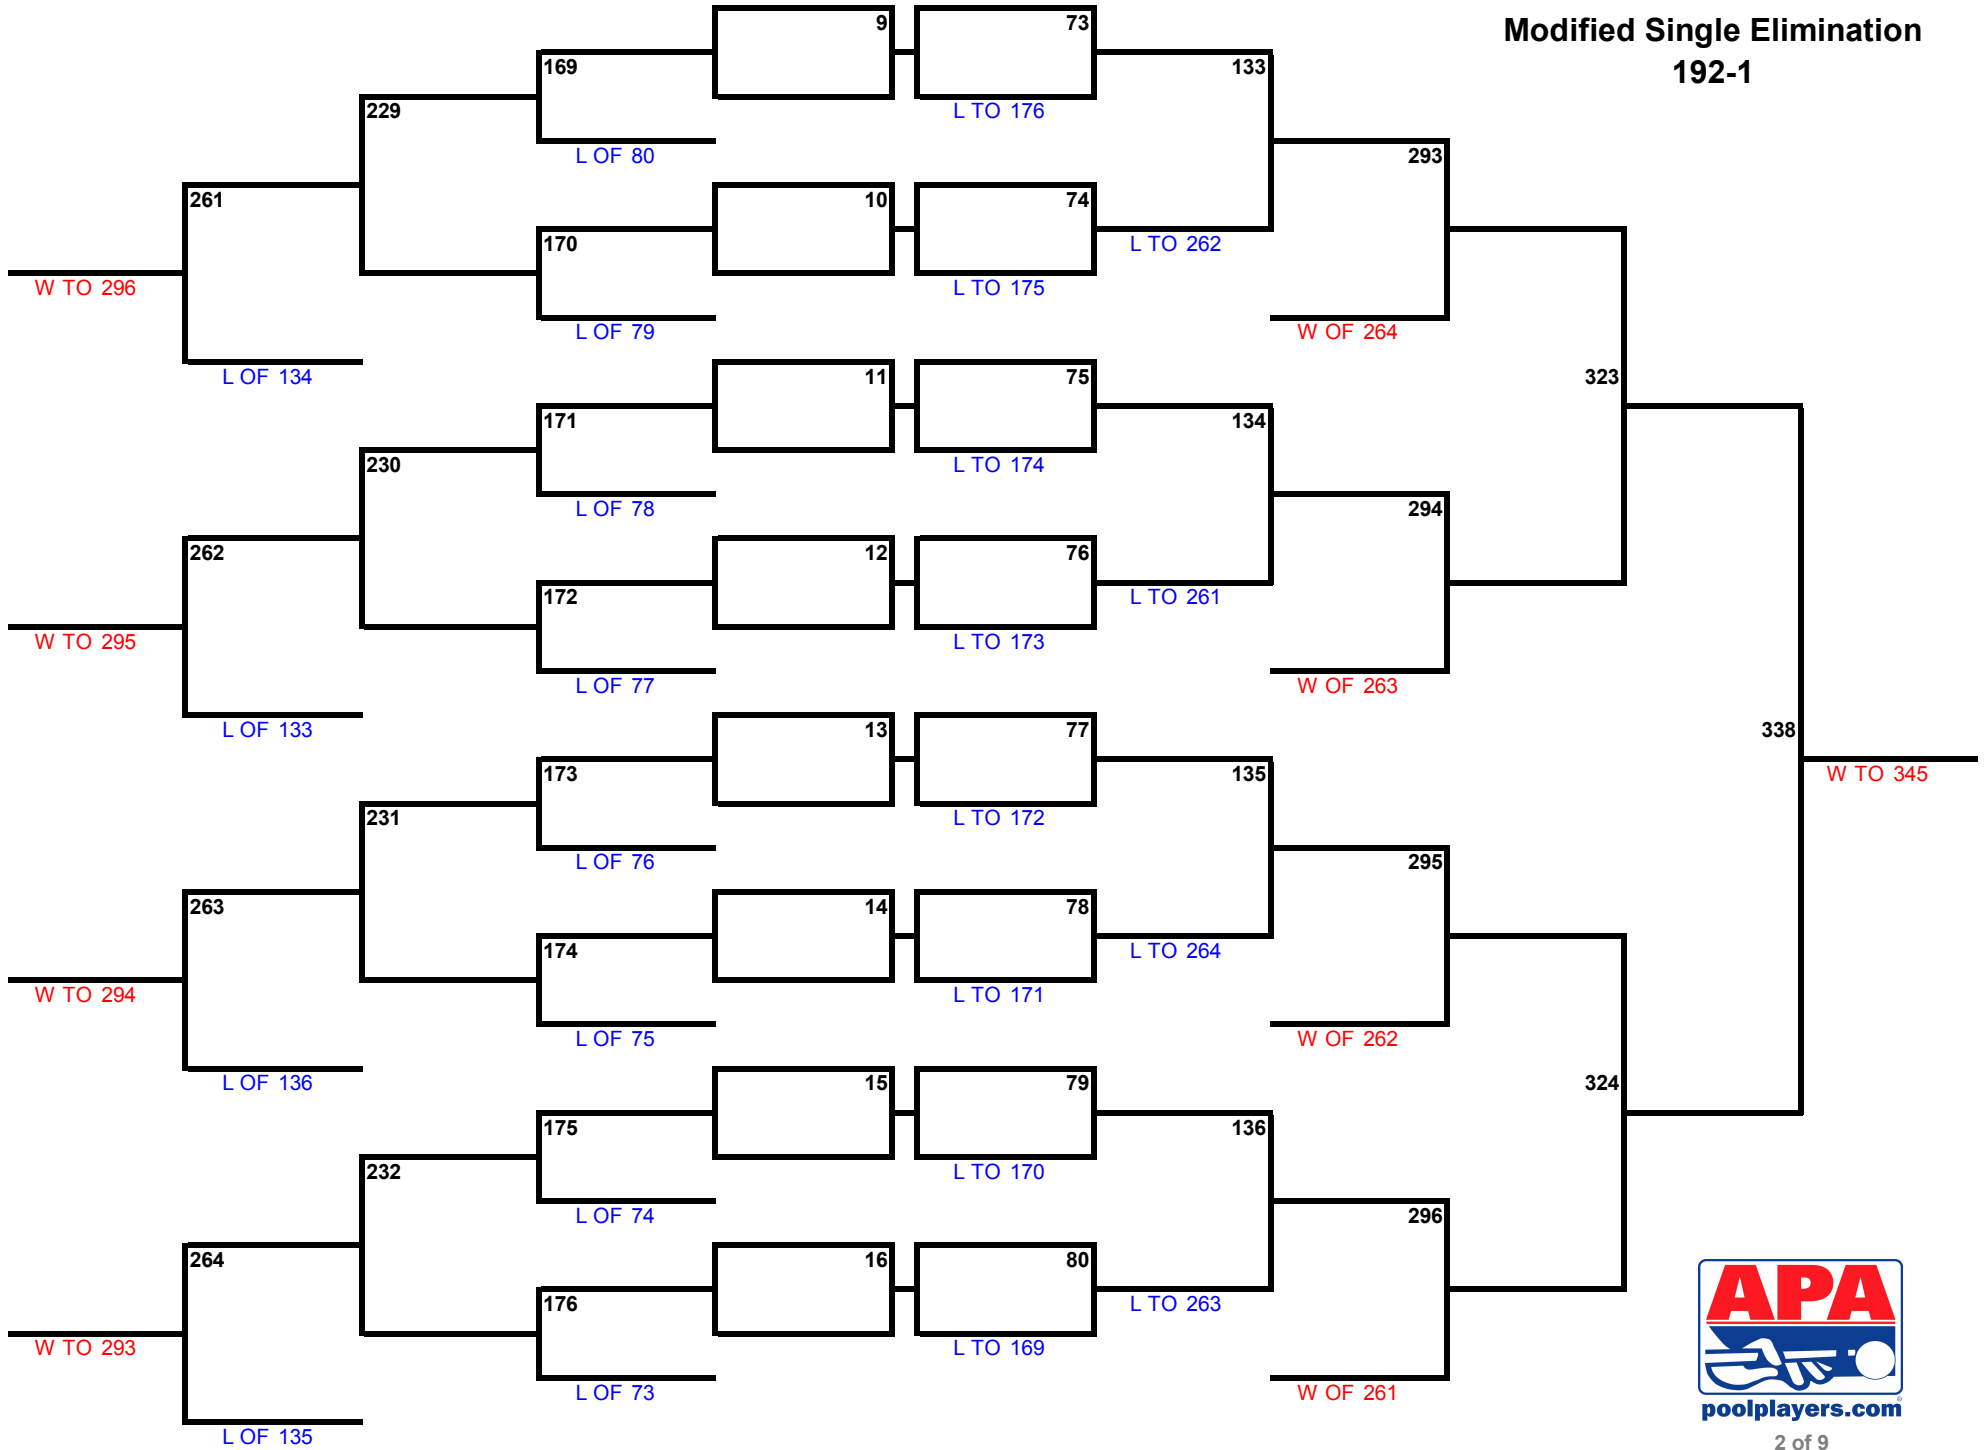 Modified Single Elimination
192-1
9 73
169 133
229 L TO 176
L OF 80 293
261 10 74
170 L TO 262
W TO 296 L TO 175
L OF 79 W OF 264
L OF 134 11 75 323
171 134
230 L TO 174
L OF 78 294
262 12 76
172 L TO 261
W TO 295 L TO 173
L OF 77 W OF 263
L OF 133 13 77 338
173 135 W TO 345
231 L TO 172
L OF 76 295
263 14 78
174 L TO 264
W TO 294 L TO 171
L OF 75 W OF 262
L OF 136 15 79 324
175 136
232 L TO 170
L OF 74 296
264 16 80
176 L TO 263
W TO 293 L TO 169
L OF 73 W OF 261
L OF 135
APA
poolplayers.com
2 of 9